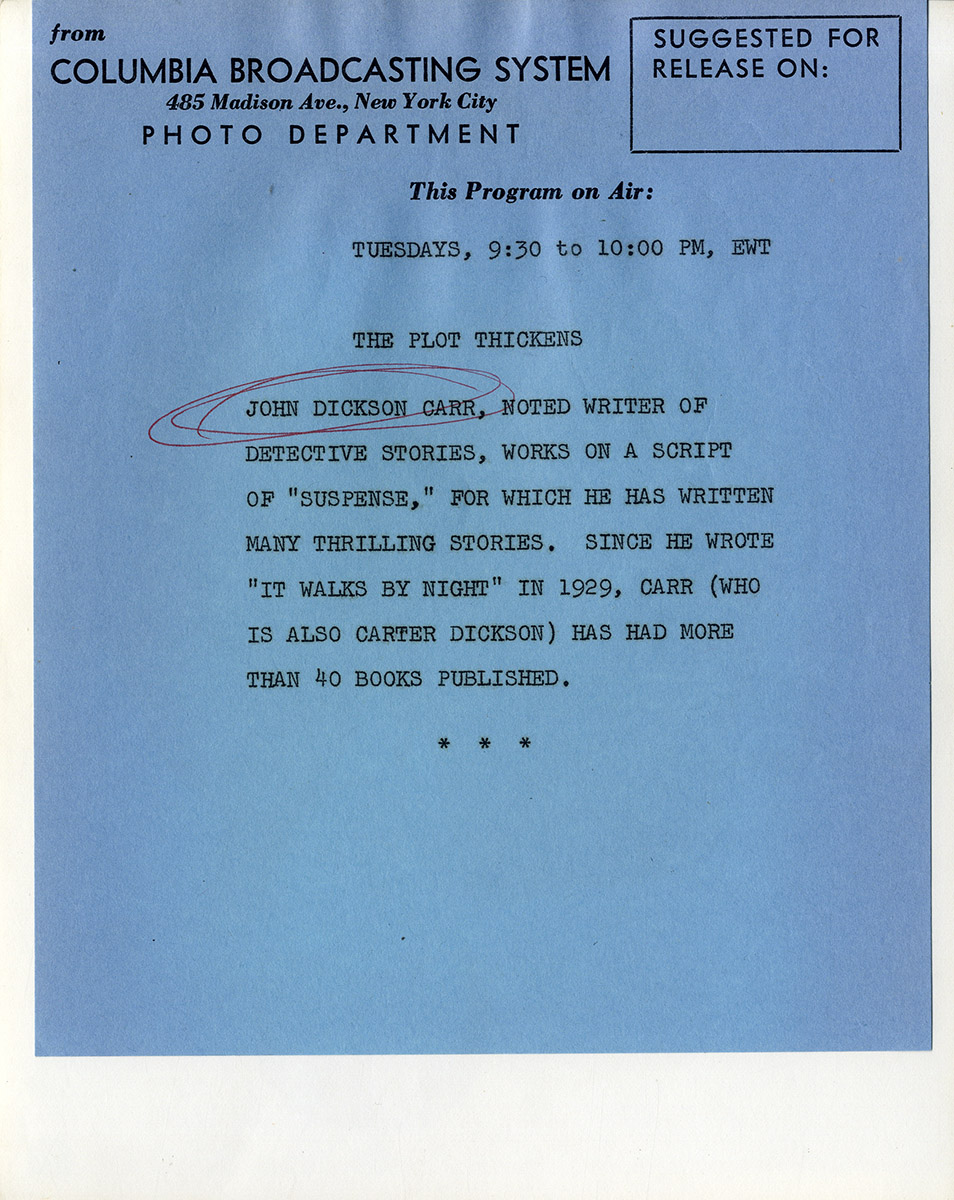 from
COLUMBIA BROADCASTING SYSTEM
485 Madison Ave., New York City
PHOTO DEPARTMENT
SUGGESTED FOR
RELEASE ON:
This Program on Air:
TUESDAYS, 9:30 to 10:00 PM, EWT
THE PLOT THICKENS
JOHN DICKSON CARR, NOTED WRITER OF
DETECTIVE STORIES, WORKS ON A SCRIPT
OF "SUSPENSE," FOR WHICH HE HAS WRITTEN
MANY THRILLING STORIES. SINCE HE WROTE
"IT WALKS BY NIGHT" IN 1929, CARR (WHO
IS ALSO CARTER DICKSON) HAS HAD MORE
THAN 40 BOOKS PUBLISHED.
* * *